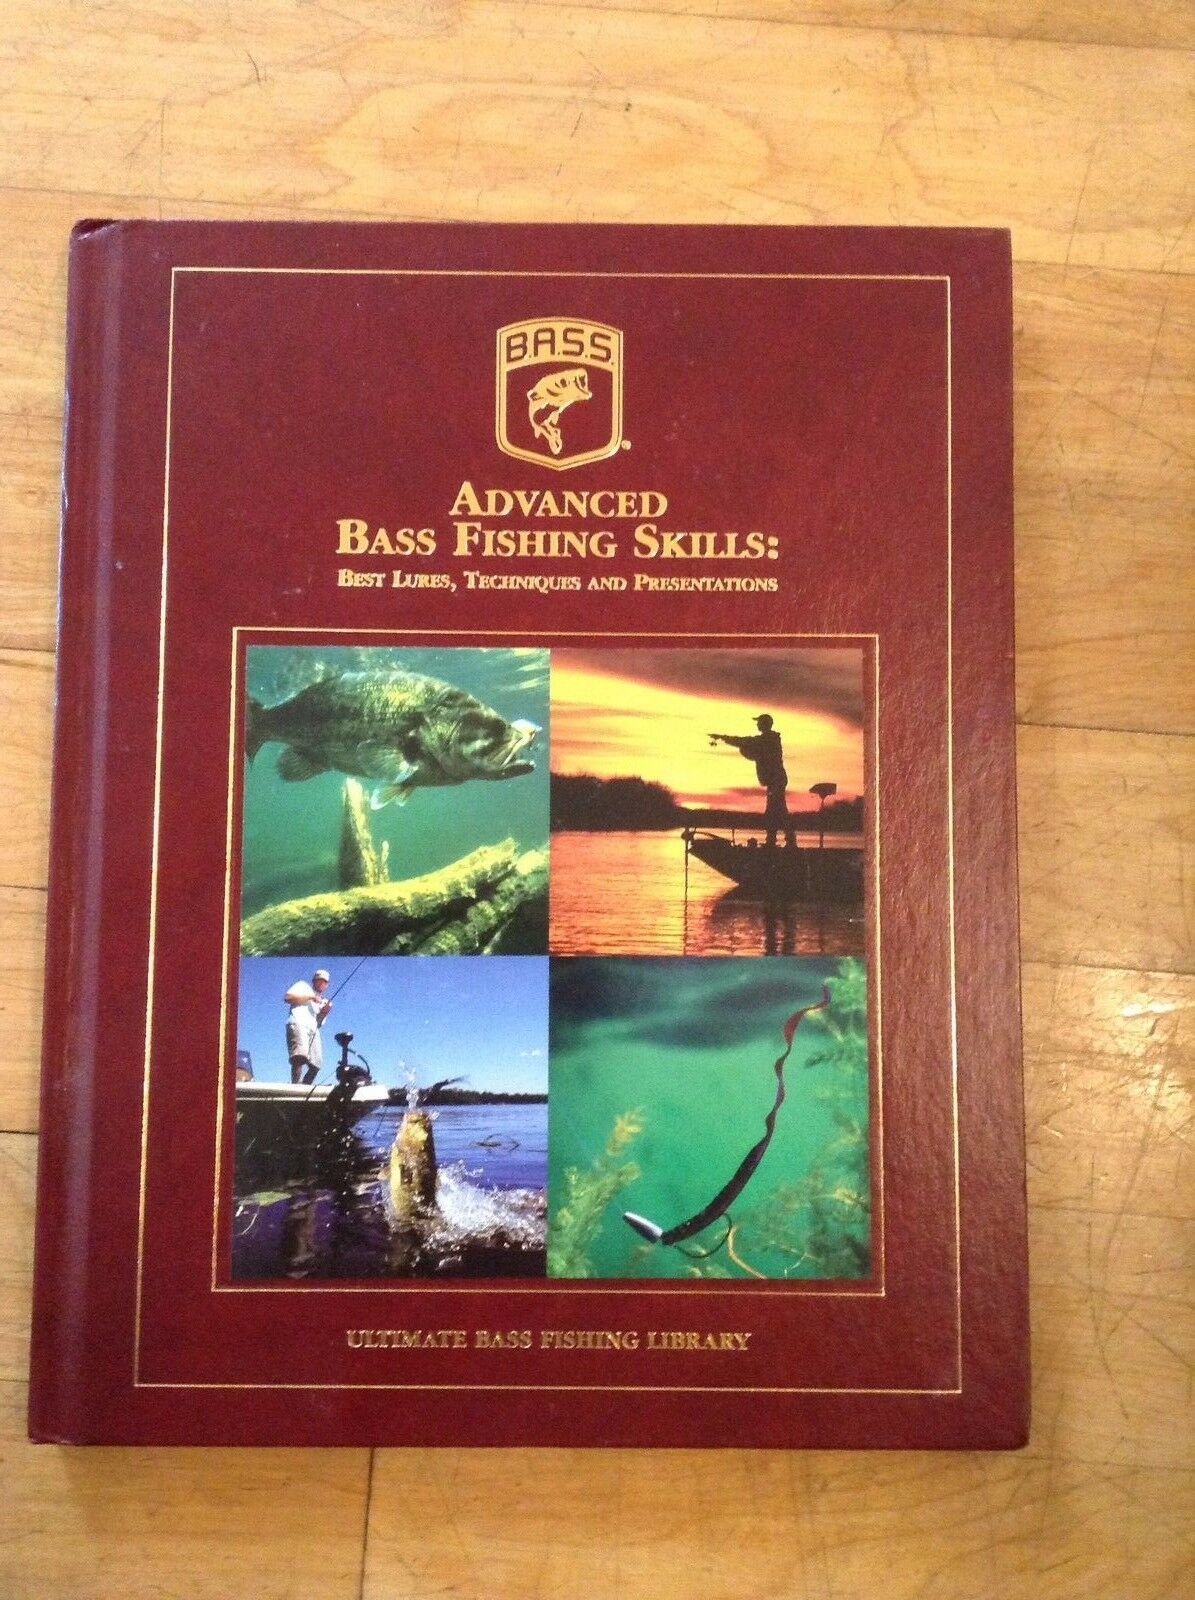 B.A.S.S.
ADVANCED
BASS FISHING SKILLS:
BEST LURES, TECHNIQUES AND PRESENTATIONS
ULTIMATE BASS FISHING LIBRARY